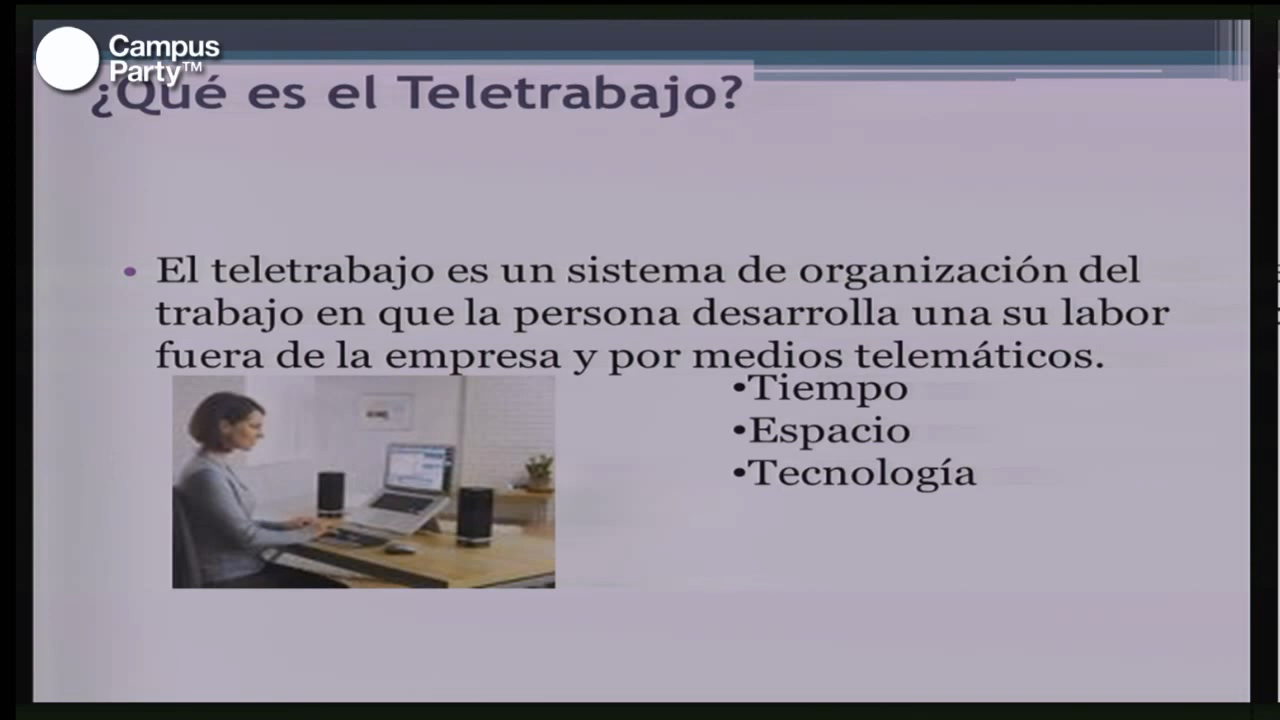 Campus
Party™
¿Qué es el Teletrabajo?
• El teletrabajo es un sistema de organización del
trabajo en que la persona desarrolla una su labor
fuera de la empresa y por medios telemáticos.
•Tiempo
•Espacio
•Tecnología